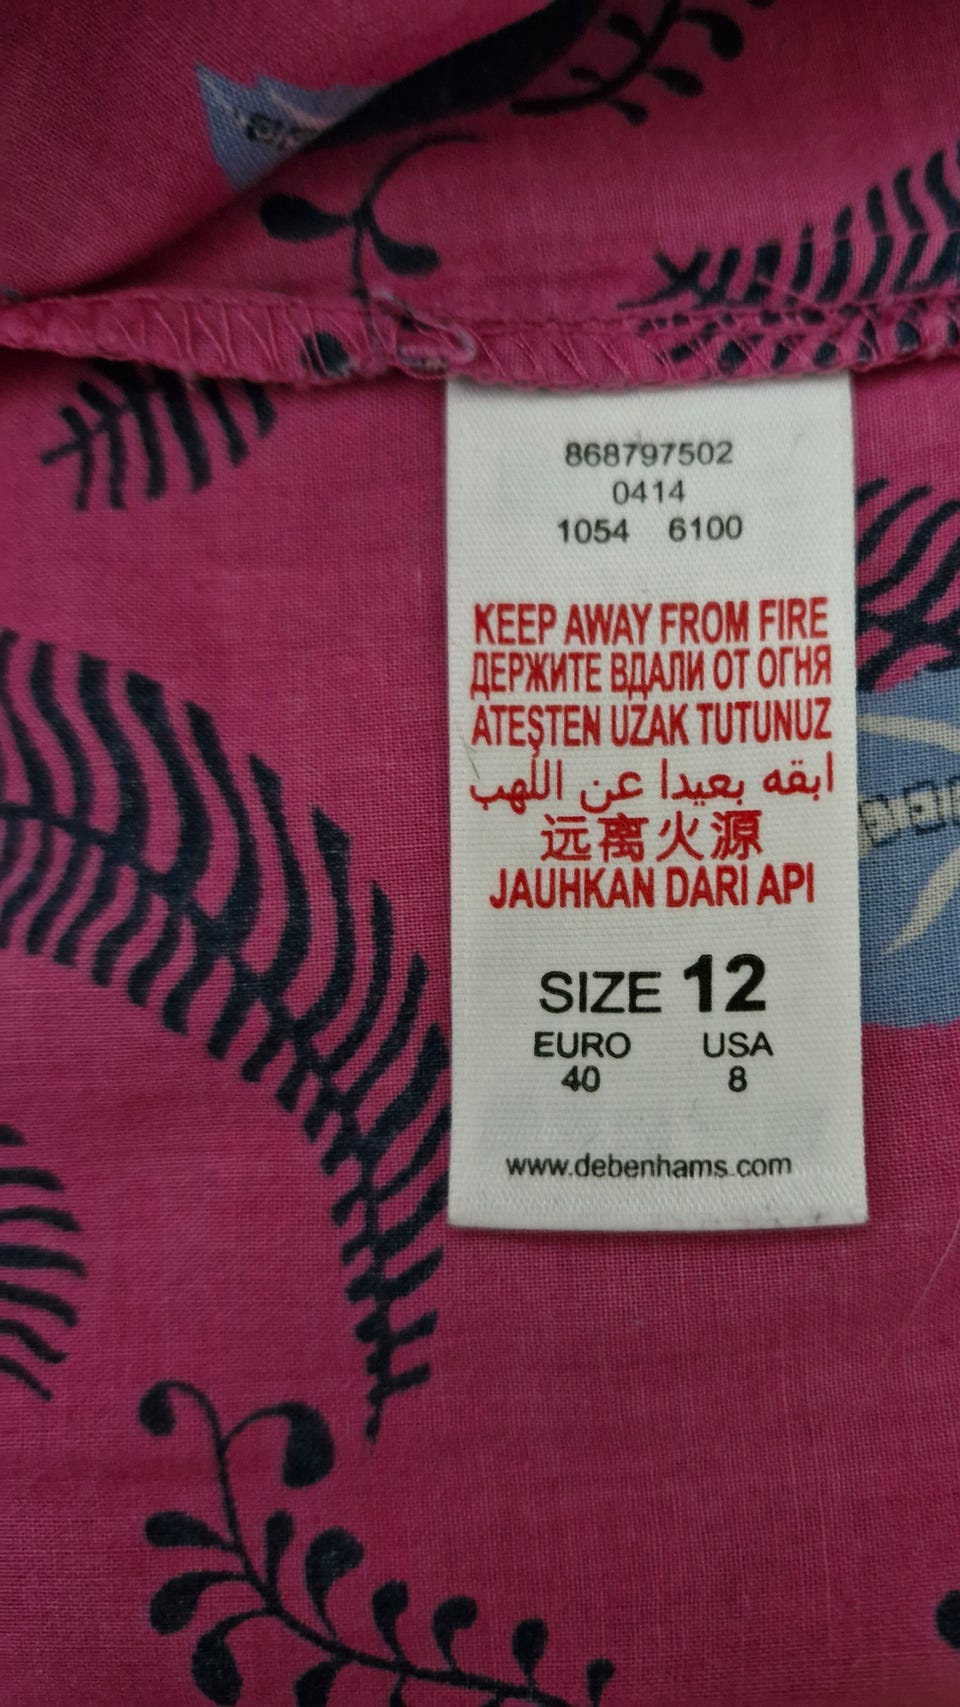 868797502
0414
1054 6100
KEEP AWAY FROM FIRE
ДЕРЖИТЕ ВДАЛИ ОТ ОГНЯ
ATEŞTEN UZAK TUTUNUZ
ابقه بعيدا عن اللهب
远离火源
JAUHKAN DARI API
SIZE 12
EURO USA
40 8
www.debenhams.com